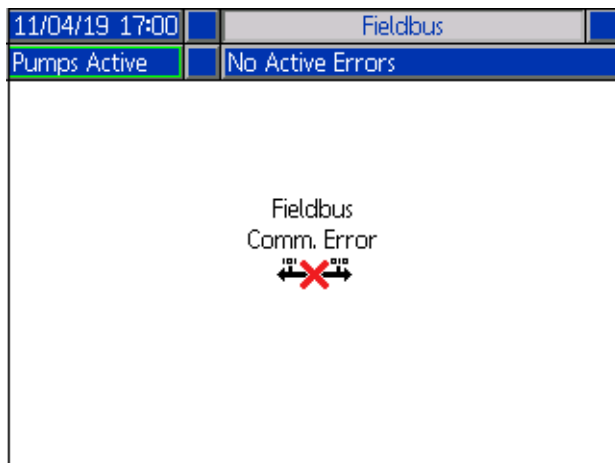 11/04/19 17:00 Fieldbus
Pumps Active No Active Errors
Fieldbus
Comm. Error